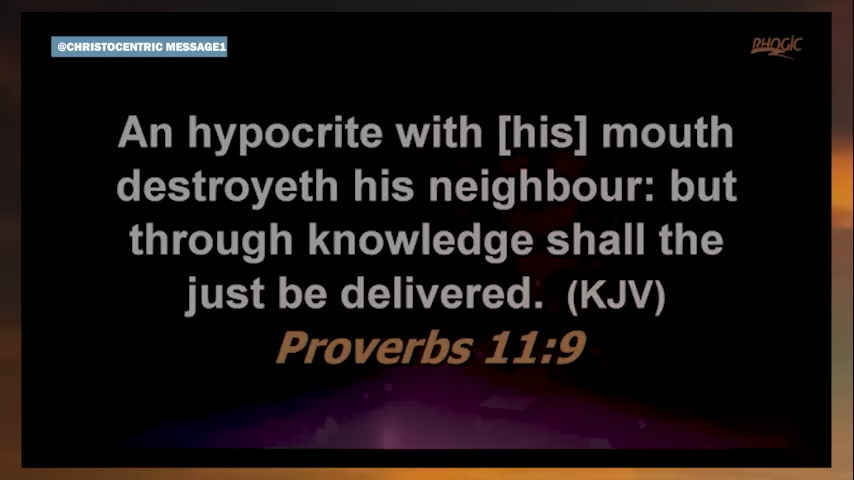 @CHRISTOCENTRIC MESSAGE1
RHOGIC
An hypocrite with [his] mouth
destroyeth his neighbour: but
through knowledge shall the
just be delivered. (KJV)
Proverbs 11:9